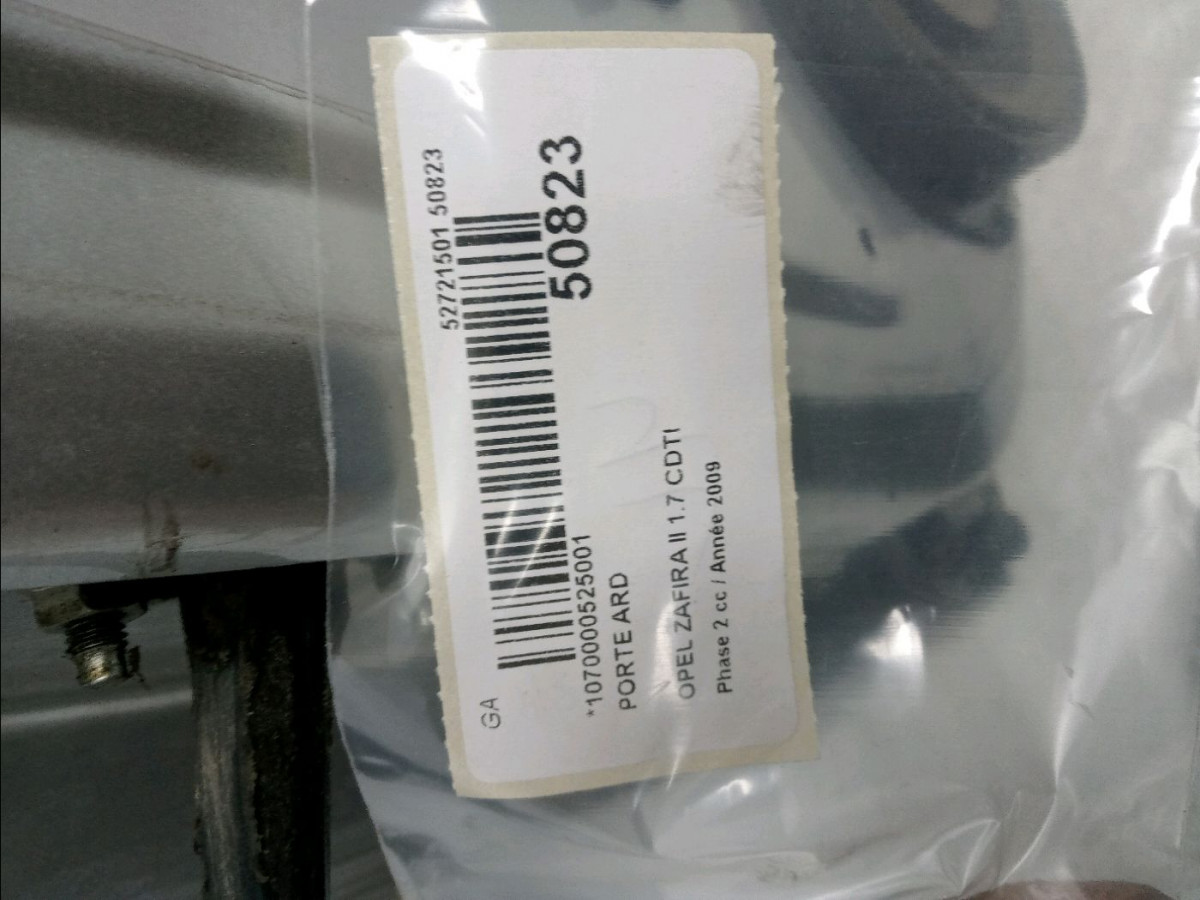 GA
52721501 50823
50823
*1070000525001
PORTE ARD
OPEL ZAFIRA II 1.7 CDTI
Phase 2 cc / Année 2009